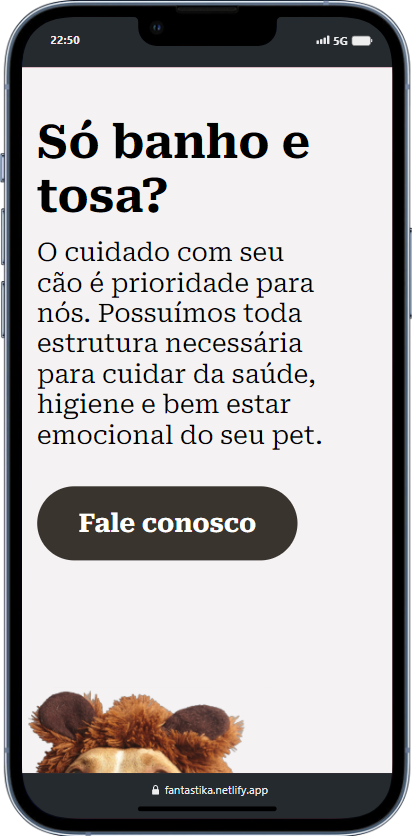 22:50
5G
Só banho e
tosa?
O cuidado com seu
cão é prioridade para
nós. Possuímos toda
estrutura necessária
para cuidar da saúde,
higiene e bem estar
emocional do seu pet.
Fale conosco
fantastika.netlify.app